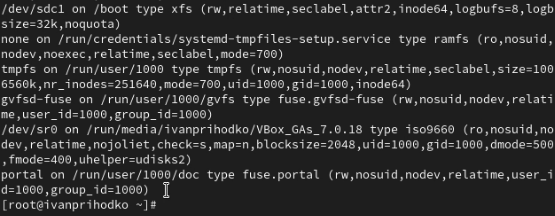 /dev/sdc1 on /boot type xfs (rw,relatime,seclabel,attr2,inode64,logbufs=8,logb
size=32k,noquota)
none on /run/credentials/systemd-tmpfiles-setup.service type ramfs (ro,nosuid,
nodev,noexec,relatime,seclabel,mode=700)
tmpfs on /run/user/1000 type tmpfs (rw,nosuid,nodev,relatime,seclabel,size=100
6560k,nr_inodes=251640,mode=700,uid=1000,gid=1000,inode64)
gvfsd-fuse on /run/user/1000/gvfs type fuse.gvfsd-fuse (rw,nosuid,nodev,relati
me,user_id=1000,group_id=1000)
/dev/sr0 on /run/media/ivanprihodko/VBox_GAs_7.0.18 type iso9660 (ro,nosuid,no
dev,relatime,nojoliet,check=s,map=n,blocksize=2048,uid=1000,gid=1000,dmode=500
,fmode=400,uhelper=udisks2)
portal on /run/user/1000/doc type fuse.portal (rw,nosuid,nodev,relatime,user_i
d=1000,group_id=1000)
[root@ivanprihodko ~]#